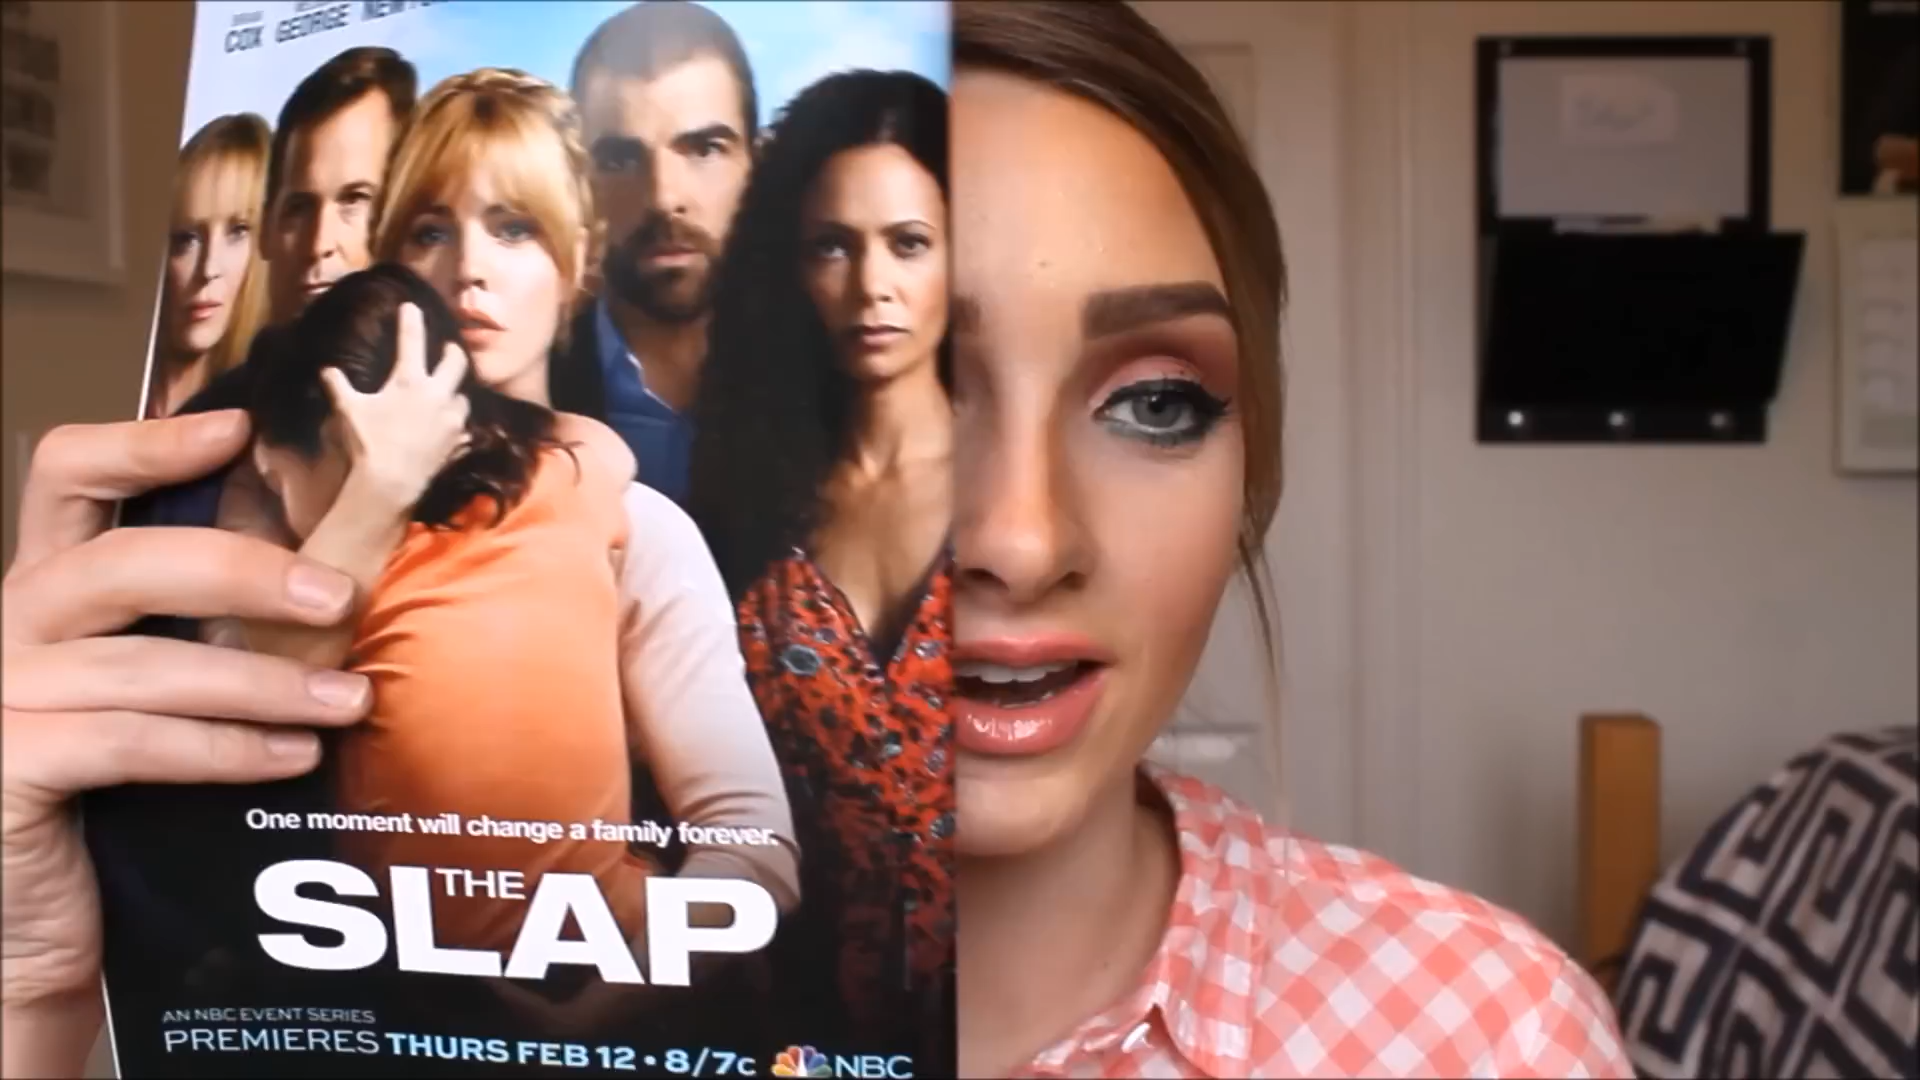 COX GEORGE
One moment will change a family forever.
THE
SLAP
AN NBC EVENT SERIES
PREMIERES THURS FEB 12 • 8/7c NBC